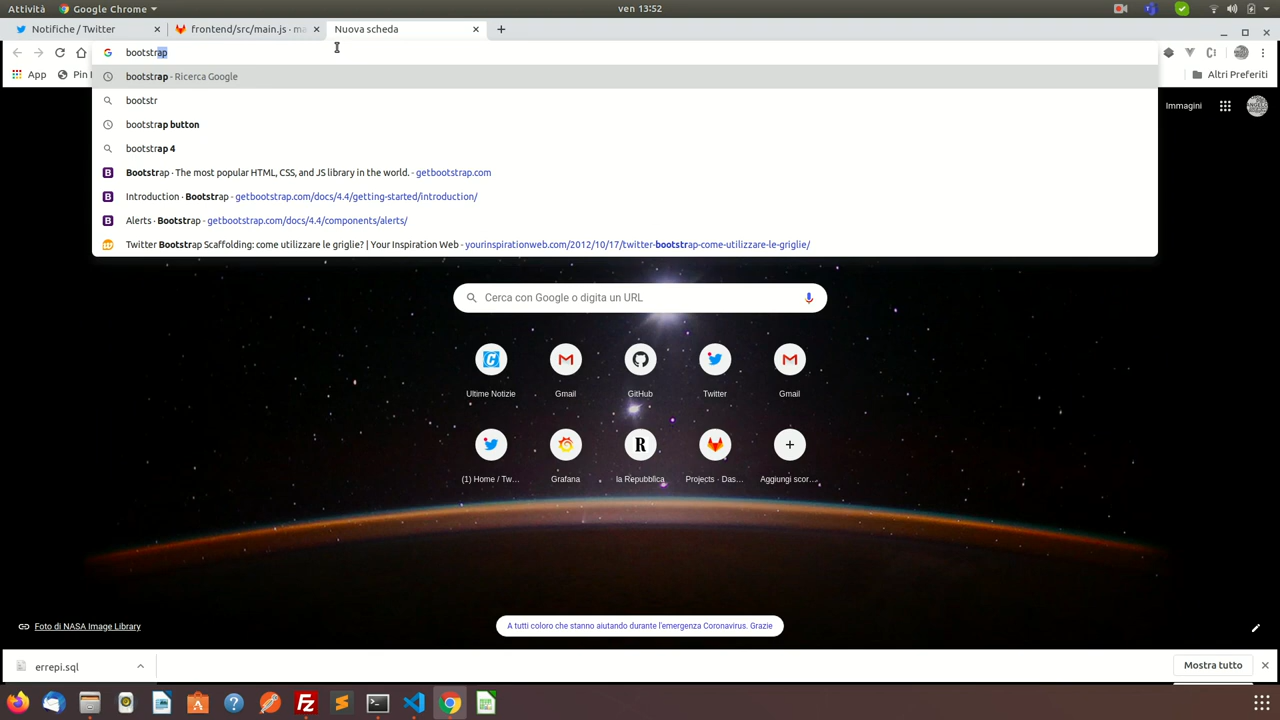 Attività Google Chrome ven 13:52
Notifiche / Twitter frontend/src/main.js · ma Nuova scheda
bootstrap
App Pin I Altri Preferiti
bootstrap - Ricerca Google
bootstr
Immagini
bootstrap button
bootstrap 4
Bootstrap · The most popular HTML, CSS, and JS library in the world. - getbootstrap.com
Introduction · Bootstrap - getbootstrap.com/docs/4.4/getting-started/introduction/
Alerts · Bootstrap - getbootstrap.com/docs/4.4/components/alerts/
Twitter Bootstrap Scaffolding: come utilizzare le griglie? | Your Inspiration Web - yourinspirationweb.com/2012/10/17/twitter-bootstrap-come-utilizzare-le-griglie/
Cerca con Google o digita un URL
Ultime Notizie Gmail GitHub Twitter Gmail
(1) Home / Tw... Grafana la Repubblica Projects · Das... Aggiungi scor...
Foto di NASA Image Library
A tutti coloro che stanno aiutando durante l'emergenza Coronavirus. Grazie
errepi.sql Mostra tutto